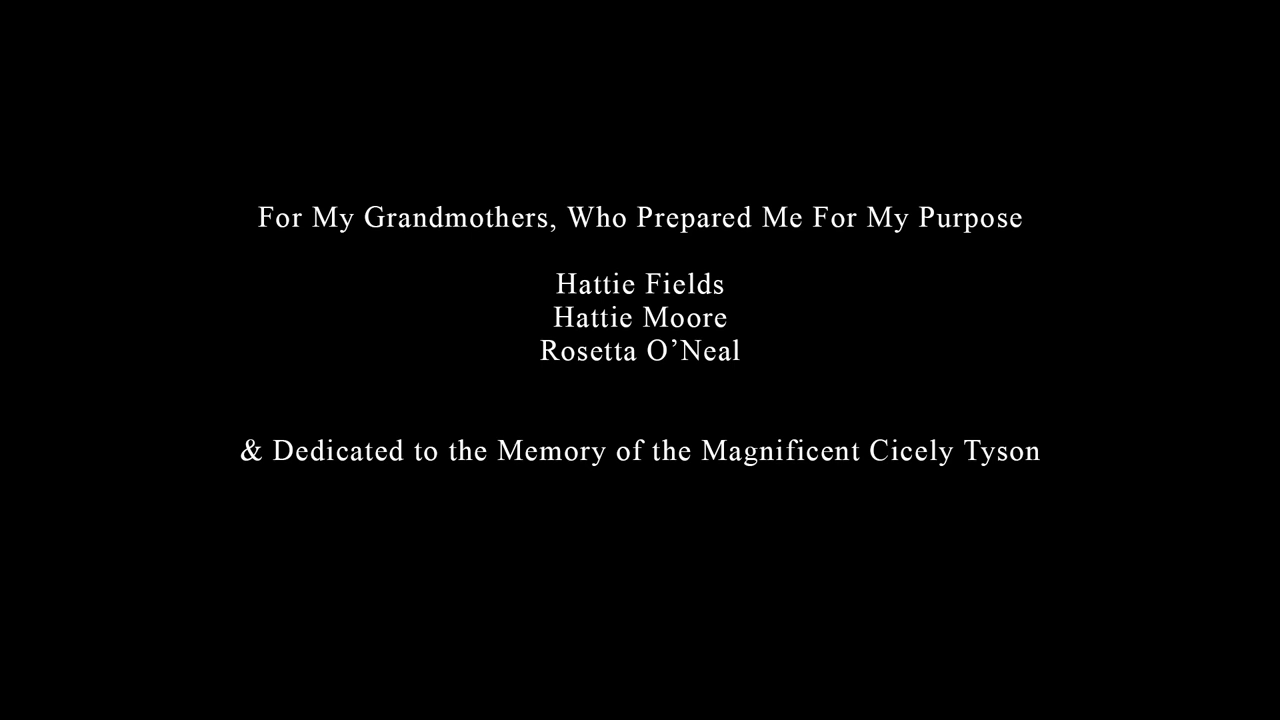 For My Grandmothers, Who Prepared Me For My Purpose
Hattie Fields
Hattie Moore
Rosetta O’Neal
& Dedicated to the Memory of the Magnificent Cicely Tyson